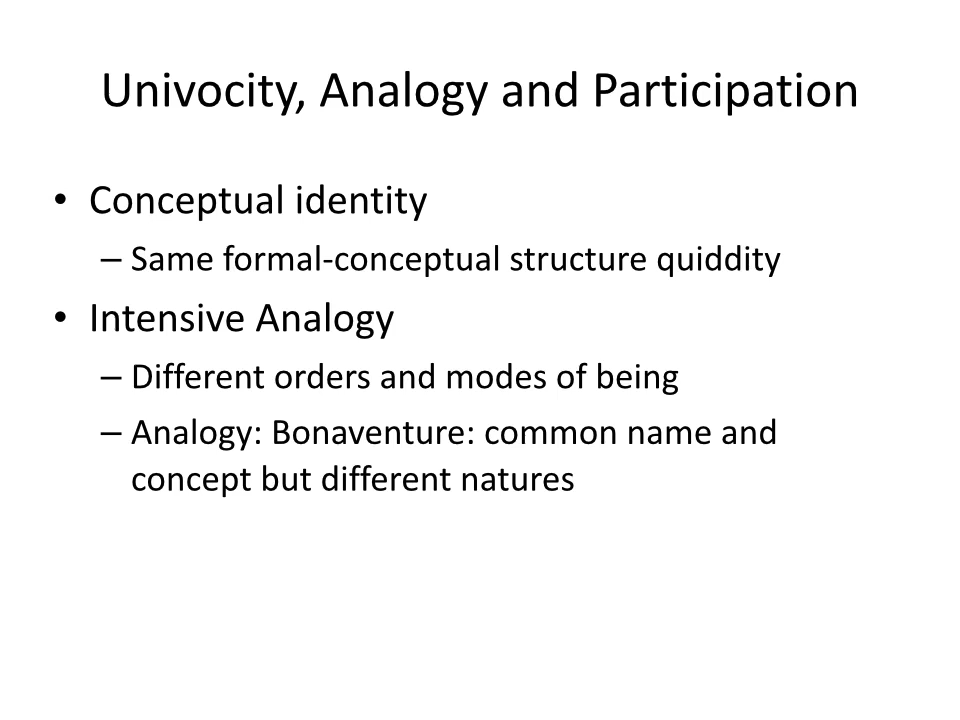 Univocity, Analogy and Participation
• Conceptual identity
– Same formal-conceptual structure quiddity
• Intensive Analogy
– Different orders and modes of being
– Analogy: Bonaventure: common name and
concept but different natures